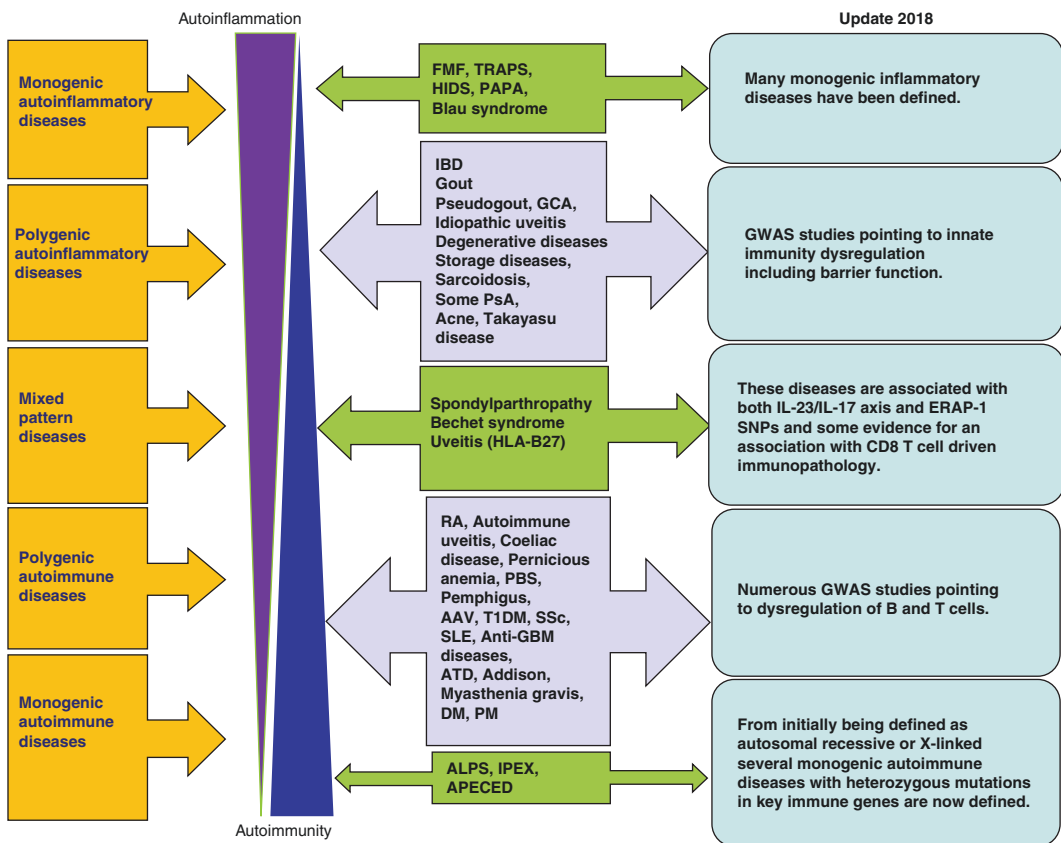 Autoinflammation
Update 2018
Monogenic
autoinflammatory
diseases
FMF, TRAPS,
HIDS, PAPA,
Blau syndrome
Many monogenic inflammatory
diseases have been defined.
Polygenic
autoinflammatory
diseases
IBD
Gout
Pseudogout, GCA,
Idiopathic uveitis
Degenerative diseases
Storage diseases,
Sarcoidosis,
Some PsA,
Acne, Takayasu
disease
GWAS studies pointing to innate
immunity dysregulation
including barrier function.
Mixed
pattern
diseases
Spondylparthropathy
Bechet syndrome
Uveitis (HLA-B27)
These diseases are associated with
both IL-23/IL-17 axis and ERAP-1
SNPs and some evidence for an
association with CD8 T cell driven
immunopathology.
Polygenic
autoimmune
diseases
RA, Autoimmune
uveitis, Coeliac
disease, Pernicious
anemia, PBS,
Pemphigus,
AAV, T1DM, SSc,
SLE, Anti-GBM
diseases,
ATD, Addison,
Myasthenia gravis,
DM, PM
Numerous GWAS studies pointing
to dysregulation of B and T cells.
Monogenic
autoimmune
diseases
ALPS, IPEX,
APECED
From initially being defined as
autosomal recessive or X-linked
several monogenic autoimmune
diseases with heterozygous mutations
in key immune genes are now defined.
Autoimmunity